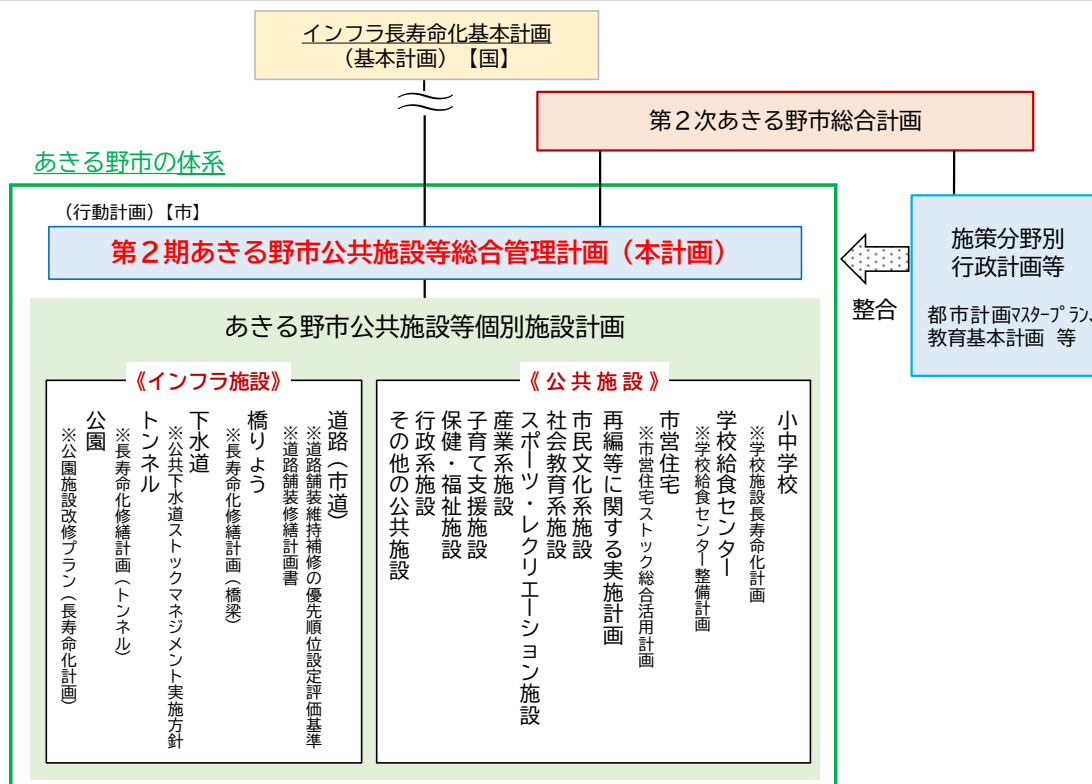 インフラ長寿命化基本計画
（基本計画）【国】
第２次あきる野市総合計画
あきる野市の体系
（行動計画）【市】
第２期あきる野市公共施設等総合管理計画（本計画）
施策分野別
行政計画等
都市計画ﾏｽﾀｰﾌﾟﾗﾝ、
教育基本計画 等
整合
あきる野市公共施設等個別施設計画
《インフラ施設》
道路（市道）
※道路舗装維持補修の優先順位設定評価基準
※道路舗装修繕計画書
橋りょう
※長寿命化修繕計画（橋梁）
下水道
※公共下水道ストックマネジメント実施方針
トンネル
※長寿命化修繕計画（トンネル）
公園
※公園施設改修プラン（長寿命化計画）
《公共施設》
小中学校
※学校施設長寿命化計画
学校給食センター
※学校給食センター整備計画
市営住宅
※市営住宅ストック総合活用計画
再編等に関する実施計画
市民文化系施設
社会教育系施設
スポーツ・レクリエーション施設
産業系施設
子育て支援施設
保健・福祉施設
行政系施設
その他の公共施設